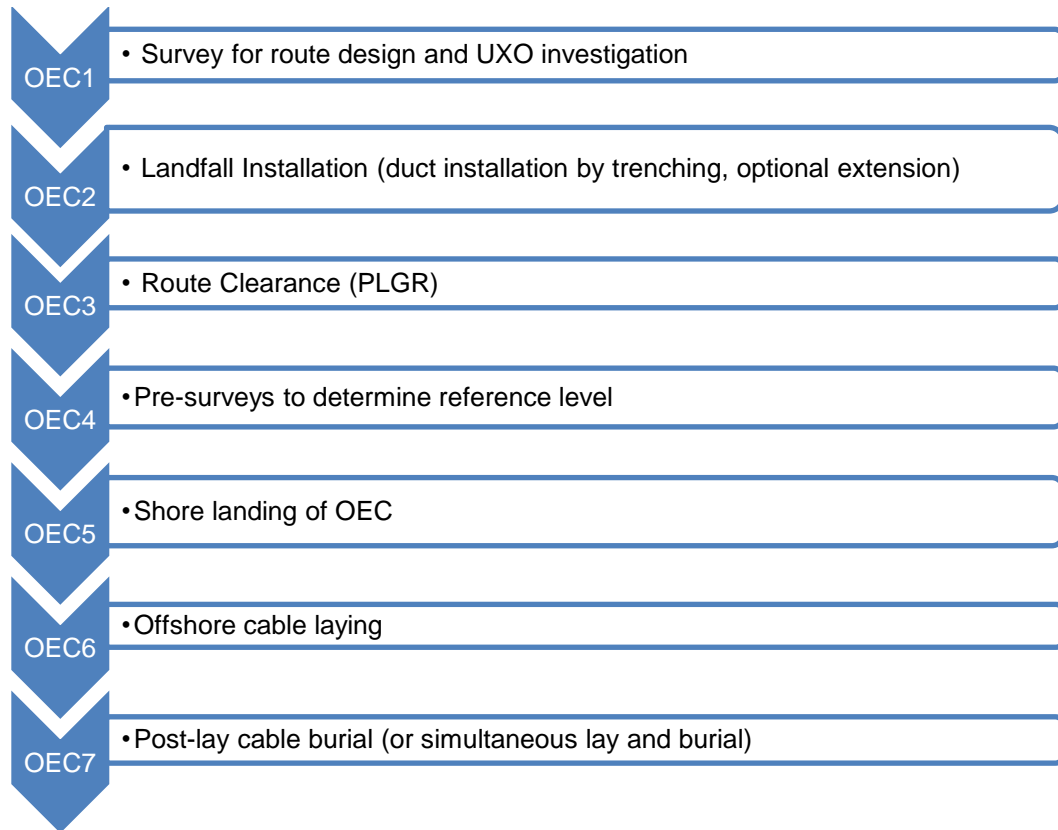 OEC1
• Survey for route design and UXO investigation
OEC2
• Landfall Installation (duct installation by trenching, optional extension)
OEC3
• Route Clearance (PLGR)
OEC4
•Pre-surveys to determine reference level
OEC5
•Shore landing of OEC
OEC6
•Offshore cable laying
OEC7
•Post-lay cable burial (or simultaneous lay and burial)